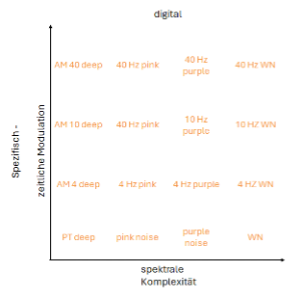 digital
AM 40 deep 40 Hz pink 40 Hz purple 40 Hz WN
AM 10 deep 40 Hz pink 10 Hz purple 10 HZ WN
AM 4 deep 4 Hz pink 4 Hz purple 4 HZ WN
PT deep pink noise purple noise WN
Spezifisch -
zeitliche Modulation
spektrale
Komplexität